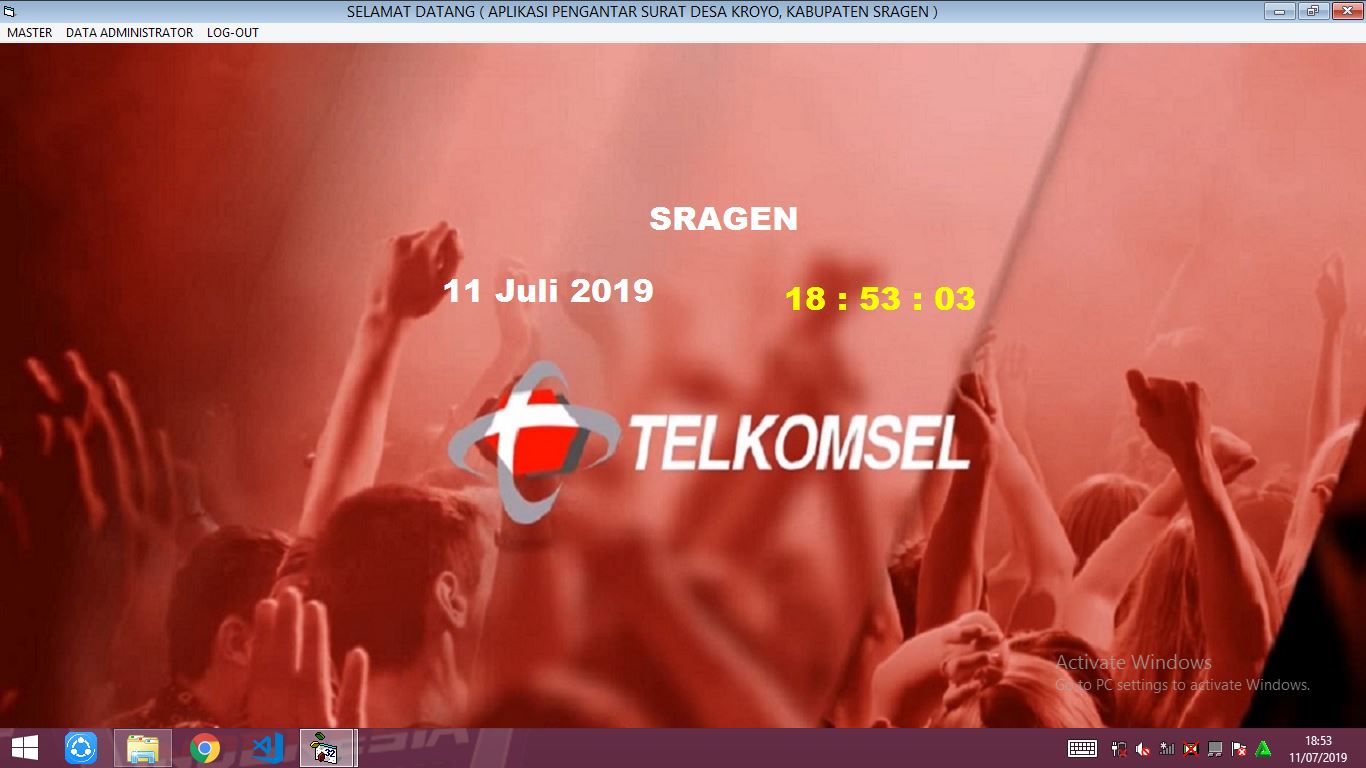 SELAMAT DATANG ( APLIKASI PENGANTAR SURAT DESA KROYO, KABUPATEN SRAGEN )
MASTER DATA ADMINISTRATOR LOG-OUT
SRAGEN
11 Juli 2019 18 : 53 : 03
TELKOMSEL
Activate Windows
Go to PC settings to activate Windows.
32
18:53
11/07/2019